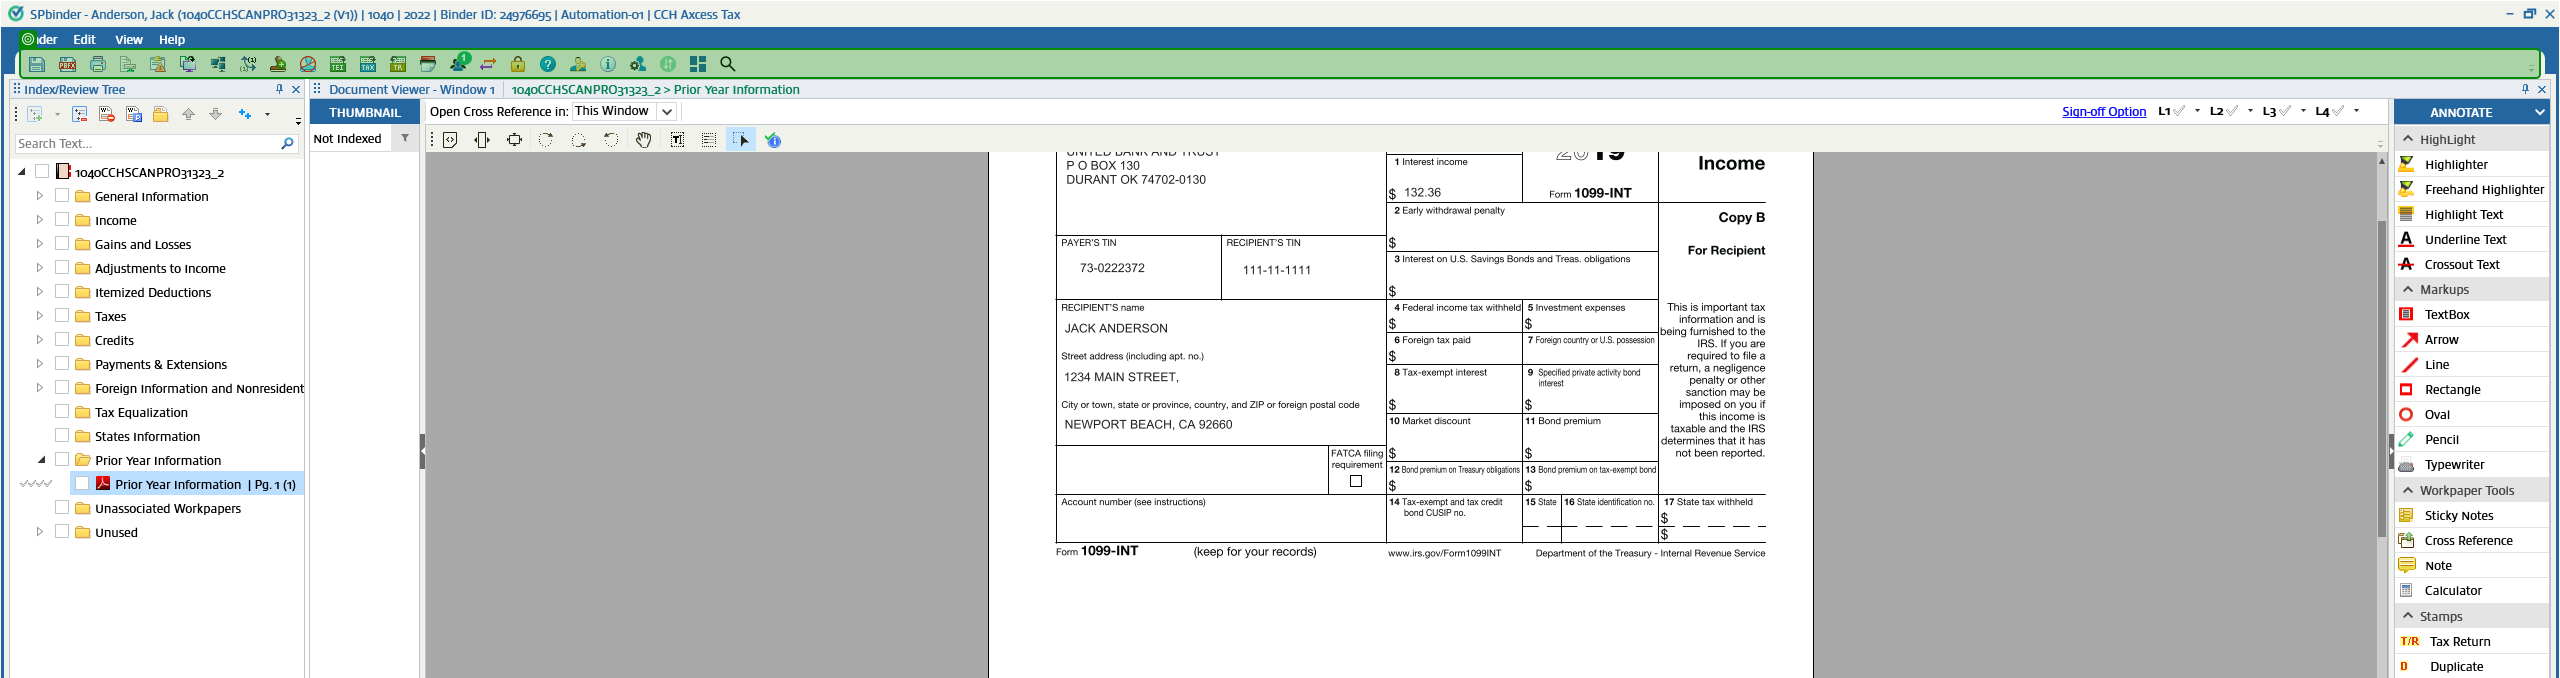 SPbinder - Anderson, Jack (1040CCHSCANPRO31323_2 (V1)) | 1040 | 2022 | Binder ID: 24976695 | Automation-01 | CCH Axcess Tax
Edit View Help
PBFX TEI TAX TR 1
Index/Review Tree
Search Text...
1040CCHSCANPRO31323_2
General Information
Income
Gains and Losses
Adjustments to Income
Itemized Deductions
Taxes
Credits
Payments & Extensions
Foreign Information and Nonresident
Tax Equalization
States Information
Prior Year Information
Prior Year Information | Pg. 1 (1)
Unassociated Workpapers
Unused
Document Viewer - Window 1
1040CCHSCANPRO31323_2 > Prior Year Information
THUMBNAIL
Not Indexed
Open Cross Reference in: This Window
Sign-off Option L1 L2 L3 L4
UNITED BANK AND TRUST
P O BOX 130
DURANT OK 74702-0130
1 Interest income
$ 132.36
2019
Form 1099-INT
Income
2 Early withdrawal penalty
$
Copy B
For Recipient
PAYER'S TIN
73-0222372
RECIPIENT'S TIN
111-11-1111
3 Interest on U.S. Savings Bonds and Treas. obligations
$
RECIPIENT'S name
JACK ANDERSON
Street address (including apt. no.)
1234 MAIN STREET,
City or town, state or province, country, and ZIP or foreign postal code
NEWPORT BEACH, CA 92660
4 Federal income tax withheld
$
5 Investment expenses
$
6 Foreign tax paid
$
7 Foreign country or U.S. possession
8 Tax-exempt interest
$
9 Specified private activity bond
interest
$
10 Market discount
$
11 Bond premium
$
This is important tax
information and is
being furnished to the
IRS. If you are
required to file a
return, a negligence
penalty or other
sanction may be
imposed on you if
this income is
taxable and the IRS
determines that it has
not been reported.
FATCA filing
requirement
12 Bond premium on Treasury obligations
$
13 Bond premium on tax-exempt bond
$
Account number (see instructions)
14 Tax-exempt and tax credit
bond CUSIP no.
15 State
16 State identification no.
17 State tax withheld
$
$
Form 1099-INT
(keep for your records)
www.irs.gov/Form1099INT
Department of the Treasury - Internal Revenue Service
ANNOTATE
HighLight
Highlighter
Freehand Highlighter
Highlight Text
Underline Text
Crossout Text
Markups
TextBox
Arrow
Line
Rectangle
Oval
Pencil
Typewriter
Workpaper Tools
Sticky Notes
Cross Reference
Note
Calculator
Stamps
T/R Tax Return
D Duplicate